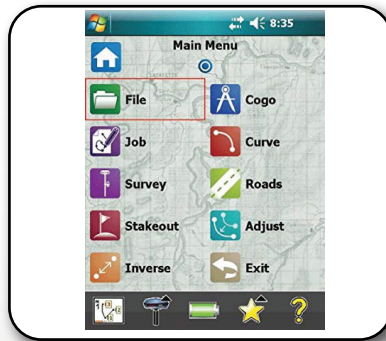 8:35
Main Menu
File
Cogo
Job
Curve
Survey
Roads
Stakeout
Adjust
Inverse
Exit